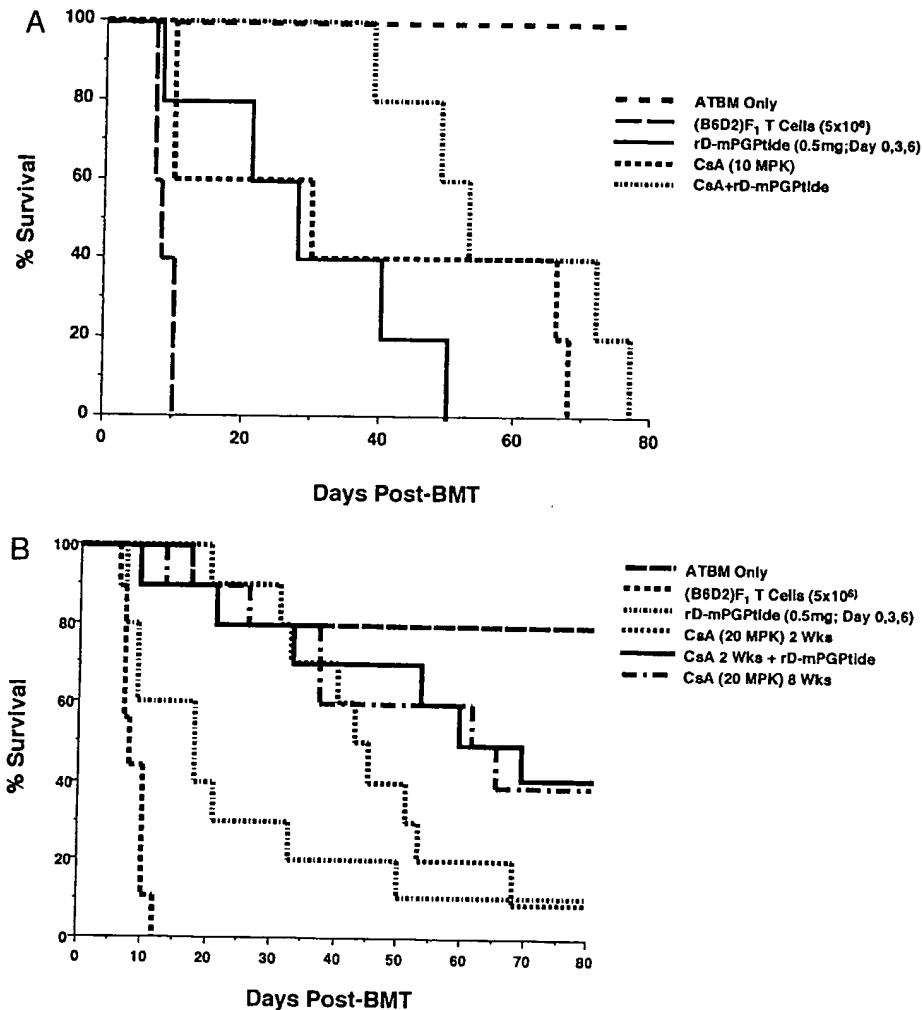 A
% Survival
100
80
60
40
20
0
0 20 40 60 80
Days Post-BMT
ATBM Only
(B6D2)F₁ T Cells (5x10⁶)
rD-mPGPtide (0.5mg;Day 0,3,6)
CsA (10 MPK)
CsA+rD-mPGPtide
B
% Survival
100
80
60
40
20
0
0 10 20 30 40 50 60 70 80
Days Post-BMT
ATBM Only
(B6D2)F₁ T Cells (5x10⁶)
rD-mPGPtide (0.5mg; Day 0,3,6)
CsA (20 MPK) 2 Wks
CsA 2 Wks + rD-mPGPtide
CsA (20 MPK) 8 Wks